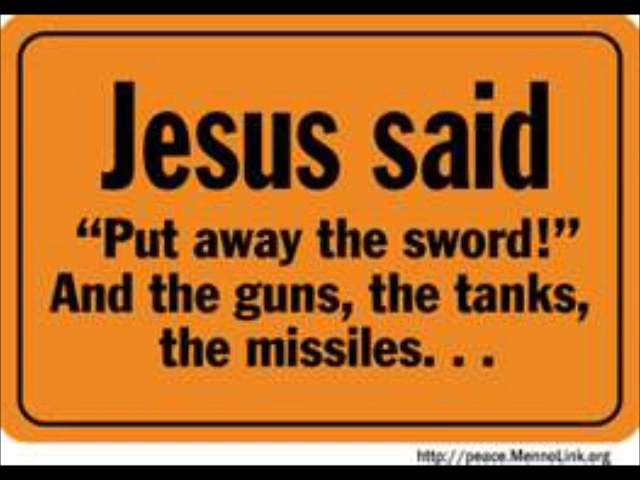 Jesus said
“Put away the sword!”
And the guns, the tanks,
the missiles. . .
http://peace.MennoLink.org